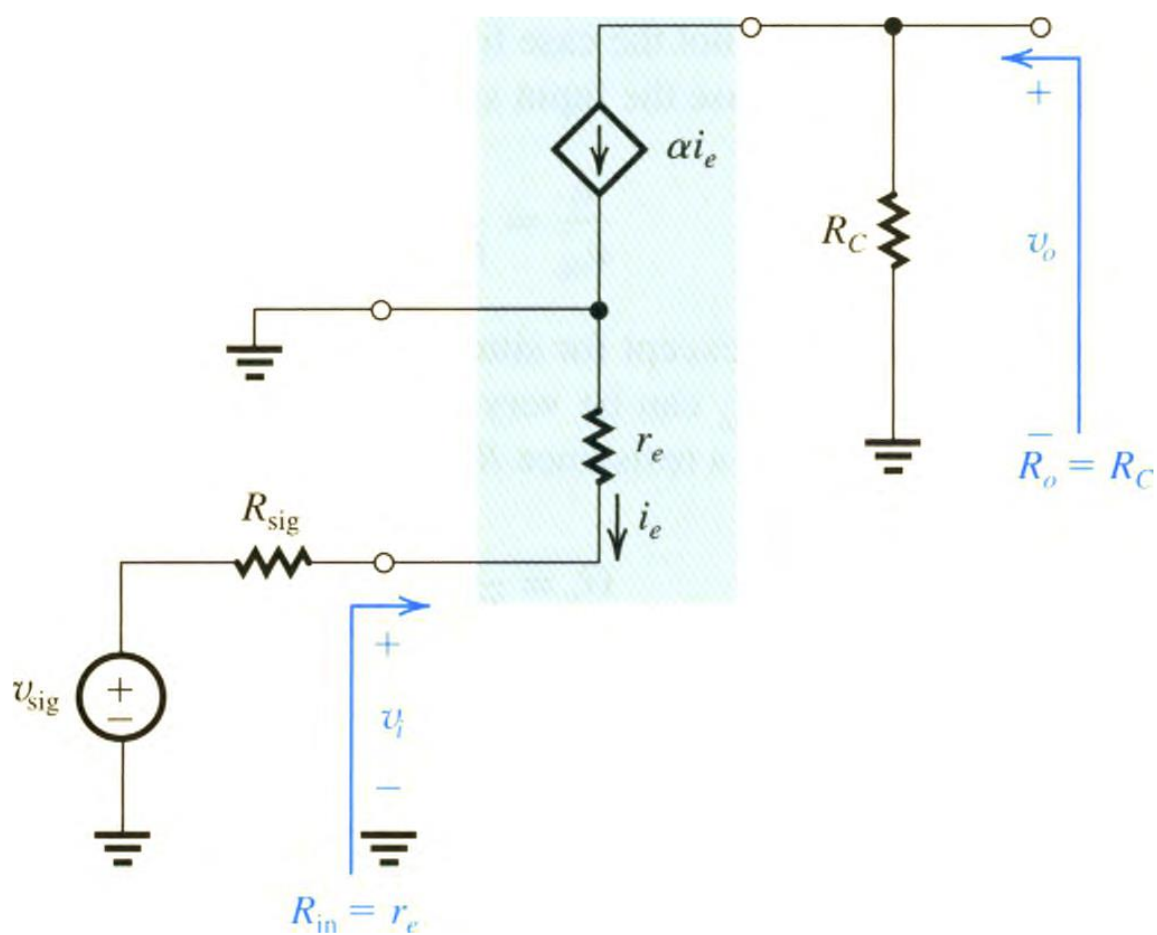 αi_e
R_C
+
v_o
−
R_o = R_C
r_e
i_e
R_sig
+
v_i
−
v_sig
+
−
R_in = r_e